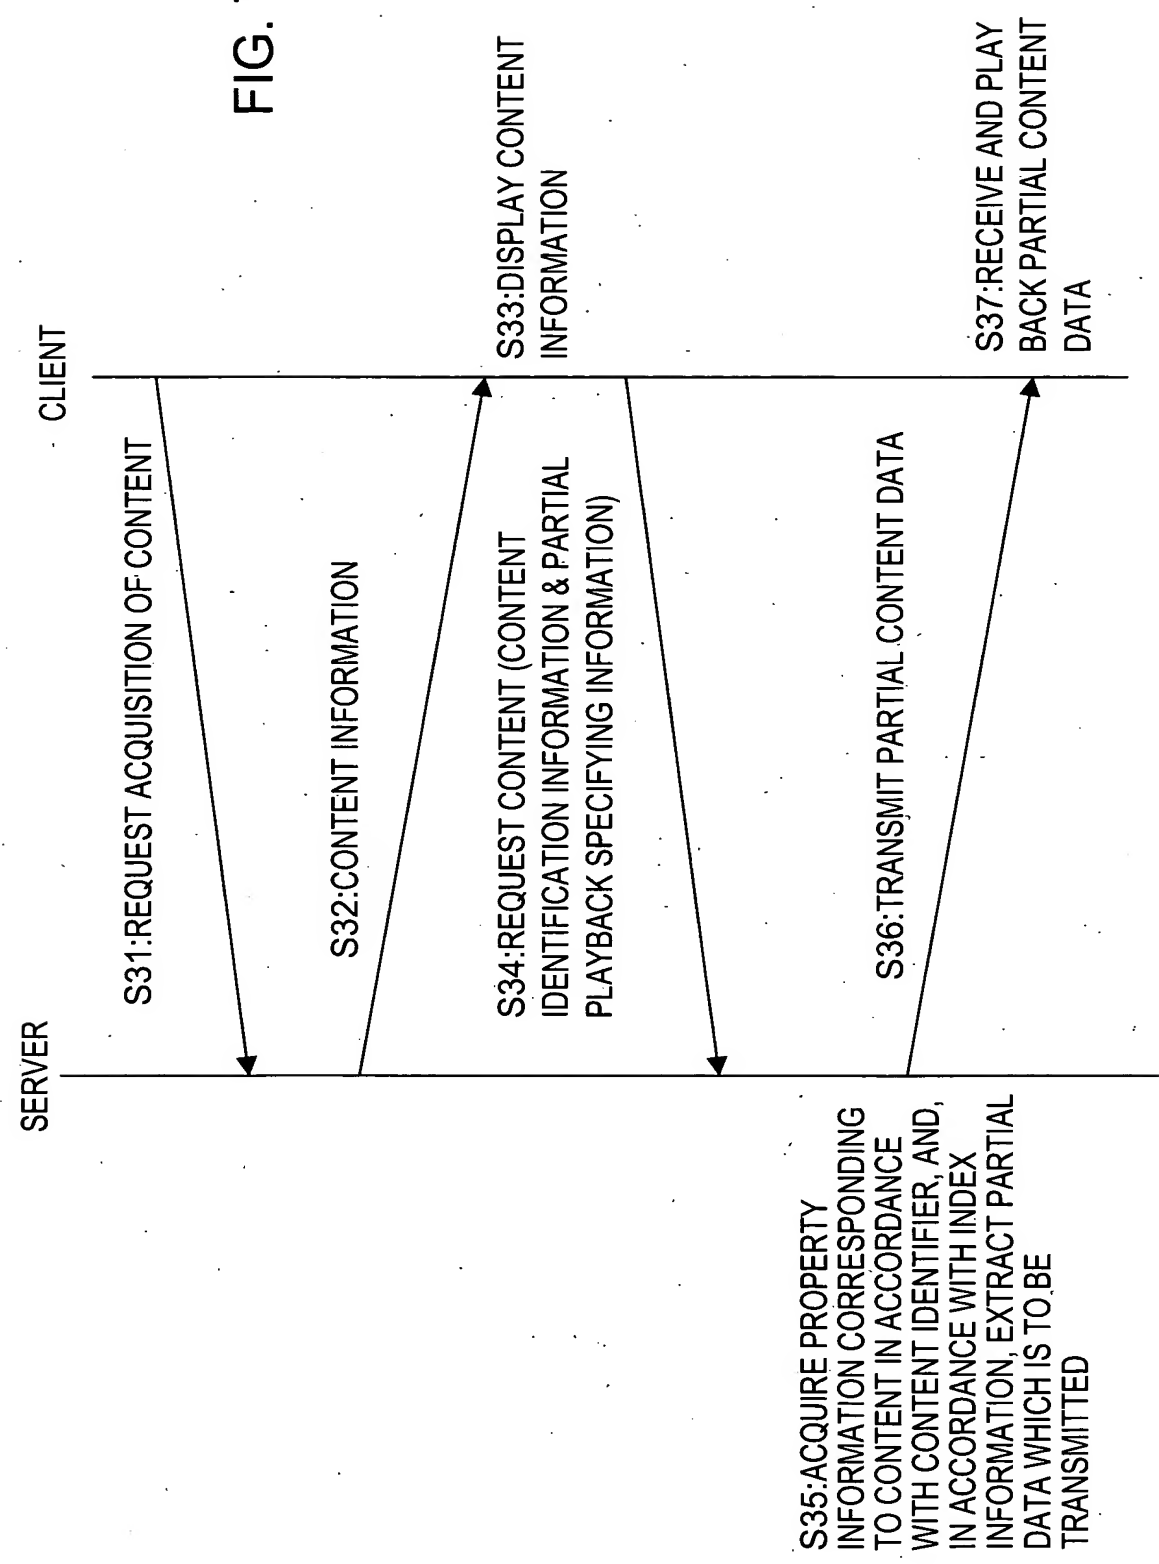 FIG.
SERVER
CLIENT
S31:REQUEST ACQUISITION OF CONTENT
S32:CONTENT INFORMATION
S33:DISPLAY CONTENT
INFORMATION
S34:REQUEST CONTENT (CONTENT
IDENTIFICATION INFORMATION & PARTIAL
PLAYBACK SPECIFYING INFORMATION)
S35:ACQUIRE PROPERTY
INFORMATION CORRESPONDING
TO CONTENT IN ACCORDANCE
WITH CONTENT IDENTIFIER, AND,
IN ACCORDANCE WITH INDEX
INFORMATION, EXTRACT PARTIAL
DATA WHICH IS TO BE
TRANSMITTED
S36:TRANSMIT PARTIAL CONTENT DATA
S37:RECEIVE AND PLAY
BACK PARTIAL CONTENT
DATA